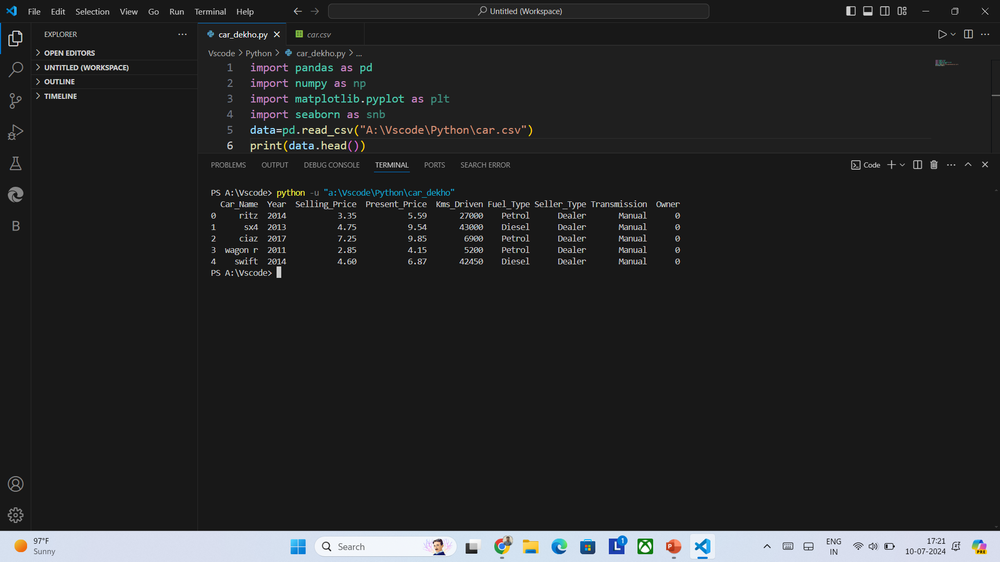 File Edit Selection View Go Run Terminal Help
Untitled (Workspace)
EXPLORER
OPEN EDITORS
UNTITLED (WORKSPACE)
OUTLINE
TIMELINE
B
car_dekho.py
car.csv
Vscode > Python > car_dekho.py > ...
1 import pandas as pd
2 import numpy as np
3 import matplotlib.pyplot as plt
4 import seaborn as snb
5 data=pd.read_csv("A:\Vscode\Python\car.csv")
6 print(data.head())
PROBLEMS OUTPUT DEBUG CONSOLE TERMINAL PORTS SEARCH ERROR
Code
PS A:\Vscode> python -u "a:\Vscode\Python\car_dekho"
Car_Name Year Selling_Price Present_Price Kms_Driven Fuel_Type Seller_Type Transmission Owner
0 ritz 2014 3.35 5.59 27000 Petrol Dealer Manual 0
1 sx4 2013 4.75 9.54 43000 Diesel Dealer Manual 0
2 ciaz 2017 7.25 9.85 6900 Petrol Dealer Manual 0
3 wagon r 2011 2.85 4.15 5200 Petrol Dealer Manual 0
4 swift 2014 4.60 6.87 42450 Diesel Dealer Manual 0
PS A:\Vscode>
97°F
Sunny
Search
L 1
P
ENG
IN
17:21
10-07-2024
PRE